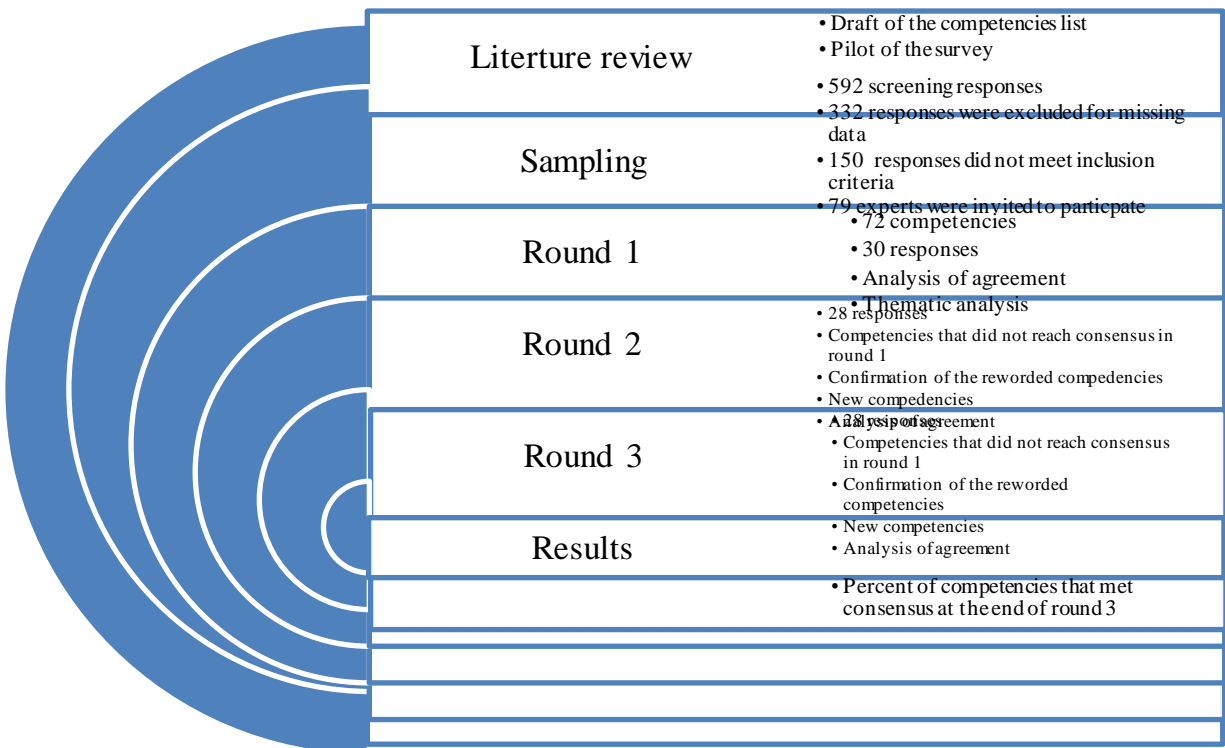 Literture review
• Draft of the competencies list
• Pilot of the survey
Sampling
• 592 screening responses
• 332 responses were excluded for missing
data
• 150 responses did not meet inclusion
criteria
• 79 experts were invited to particpate
Round 1
• 72 competencies
• 30 responses
• Analysis of agreement
• Thematic analysis
Round 2
• 28 responses
• Competencies that did not reach consensus in
round 1
• Confirmation of the reworded compedencies
• New compedencies
• Analysis of agreement
Round 3
• 28 responses
• Competencies that did not reach consensus
in round 1
• Confirmation of the reworded
competencies
• New competencies
• Analysis of agreement
Results
• Percent of competencies that met
consensus at the end of round 3